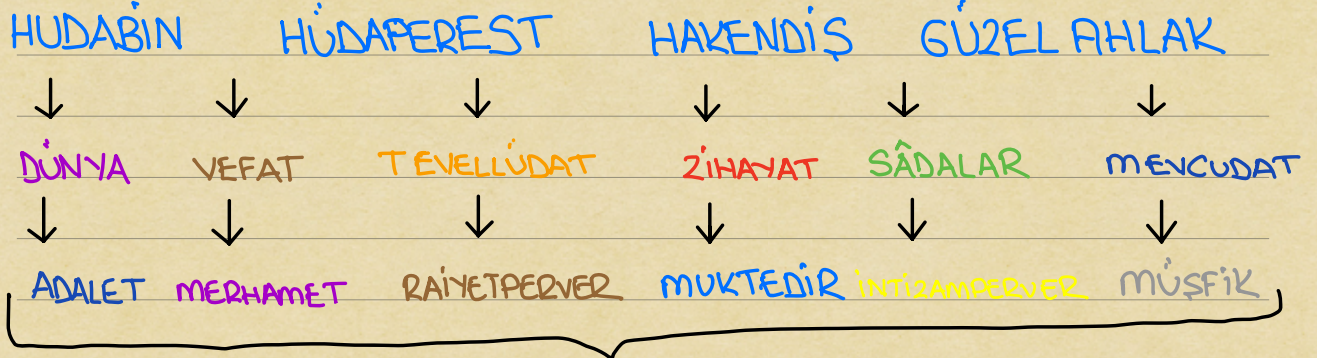 HUDABİN HÜDAPEREST HAKENDİŞ GÜZEL AHLAK
DÜNYA VEFAT TEVELLÜDAT ZİHAYAT SÂDALAR MEVCUDAT
ADALET MERHAMET RAİYETPERVER MUKTEDİR İNTİZAMPERVER MÜŞFİK